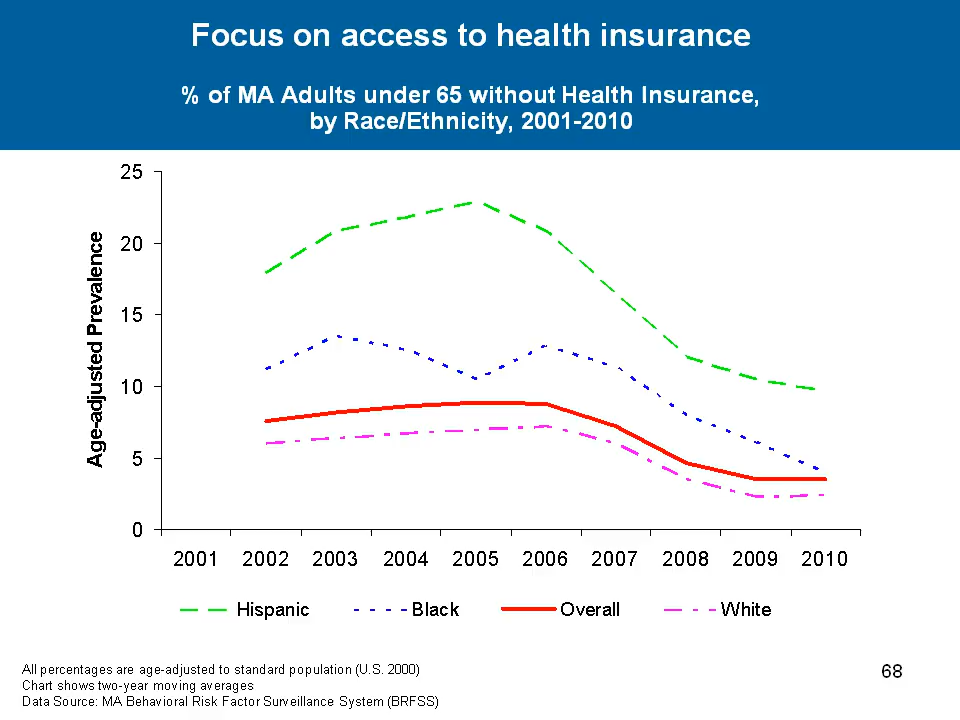 Focus on access to health insurance
% of MA Adults under 65 without Health Insurance,
by Race/Ethnicity, 2001-2010
Age-adjusted Prevalence
25
20
15
10
5
0
2001 2002 2003 2004 2005 2006 2007 2008 2009 2010
Hispanic Black Overall White
All percentages are age-adjusted to standard population (U.S. 2000)
Chart shows two-year moving averages
Data Source: MA Behavioral Risk Factor Surveillance System (BRFSS)
68